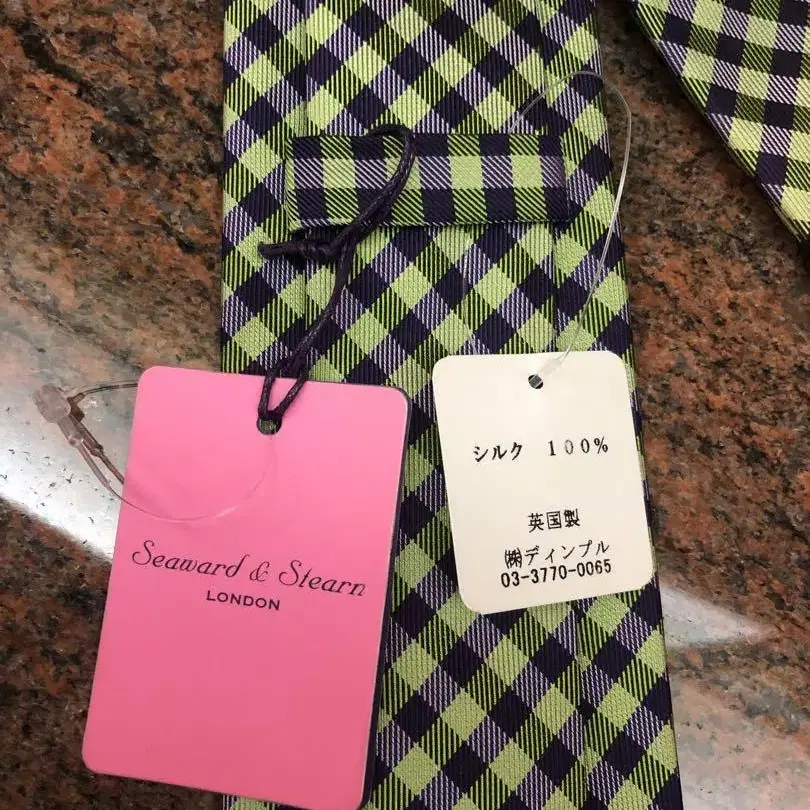 Seaward & Stearn
LONDON
シルク 100%
英国製
㈱ディンプル
03-3770-0065